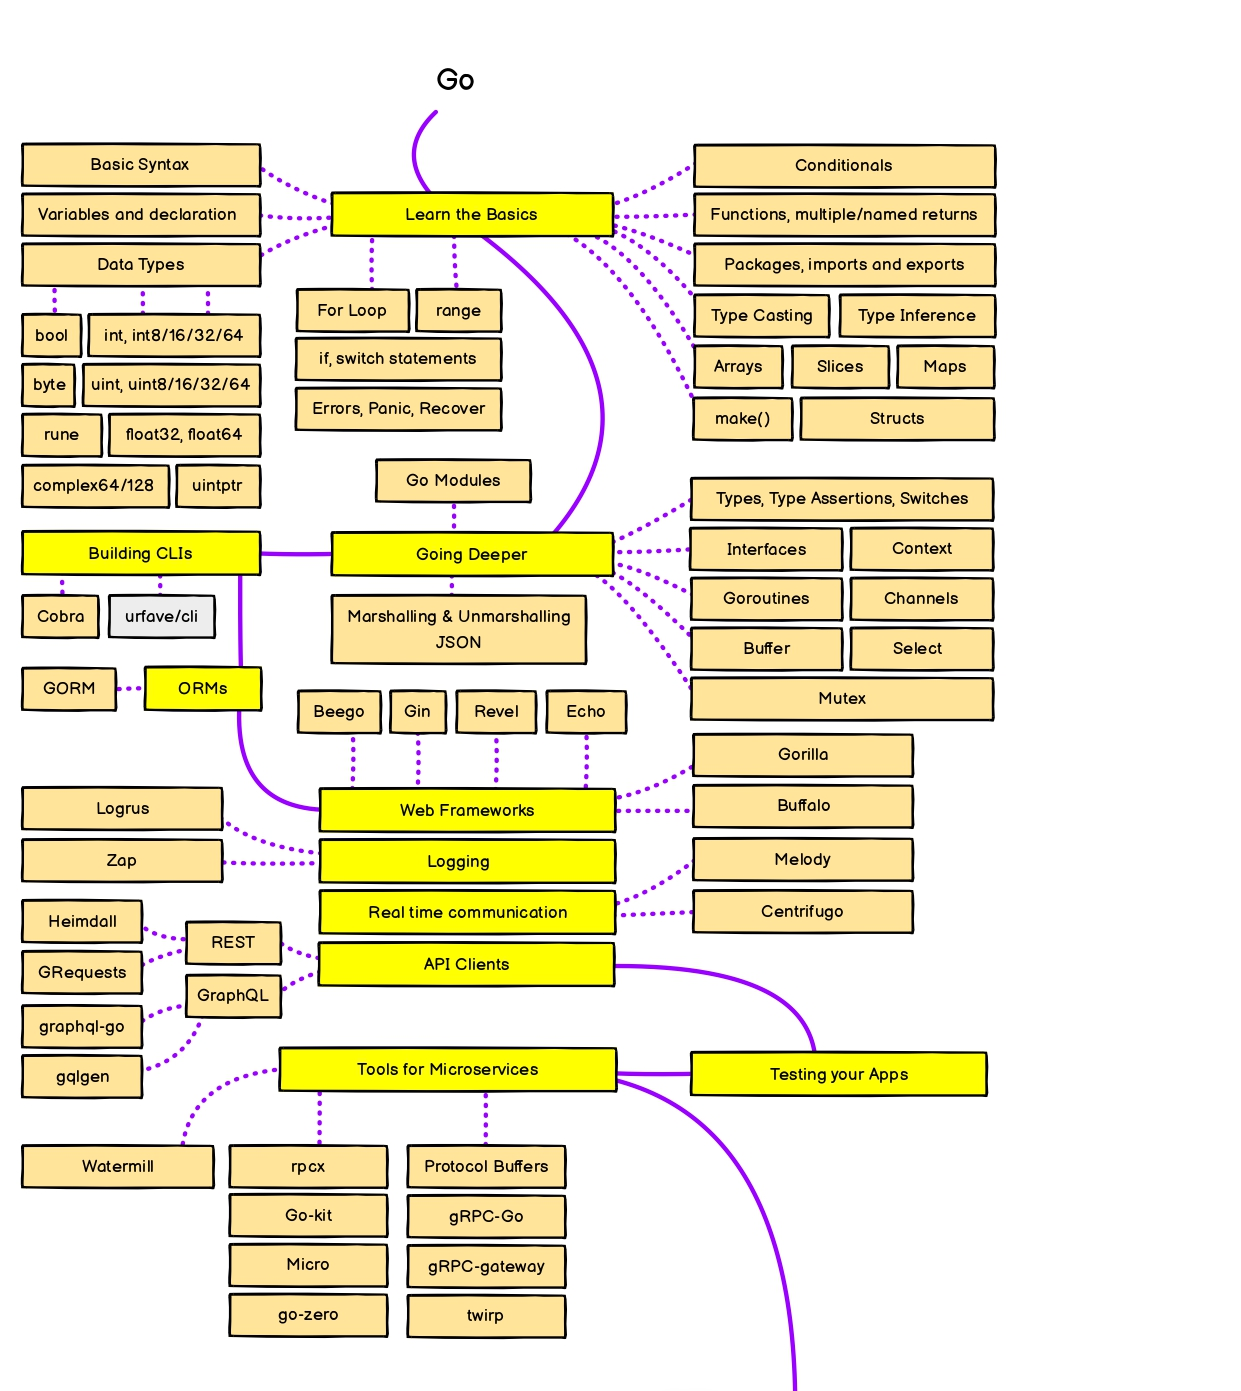 Go
Basic Syntax
Variables and declaration
Data Types
bool
int, int8/16/32/64
byte
uint, uint8/16/32/64
rune
float32, float64
complex64/128
uintptr
Learn the Basics
For Loop
range
if, switch statements
Errors, Panic, Recover
Conditionals
Functions, multiple/named returns
Packages, imports and exports
Type Casting
Type Inference
Arrays
Slices
Maps
make()
Structs
Go Modules
Going Deeper
Marshalling & Unmarshalling
JSON
Types, Type Assertions, Switches
Interfaces
Context
Goroutines
Channels
Buffer
Select
Mutex
Building CLIs
Cobra
urfave/cli
GORM
ORMs
Beego
Gin
Revel
Echo
Web Frameworks
Gorilla
Buffalo
Logrus
Zap
Logging
Real time communication
Melody
Centrifugo
Heimdall
GRequests
REST
graphql-go
gqlgen
GraphQL
API Clients
Tools for Microservices
Testing your Apps
Watermill
rpcx
Go-kit
Micro
go-zero
Protocol Buffers
gRPC-Go
gRPC-gateway
twirp